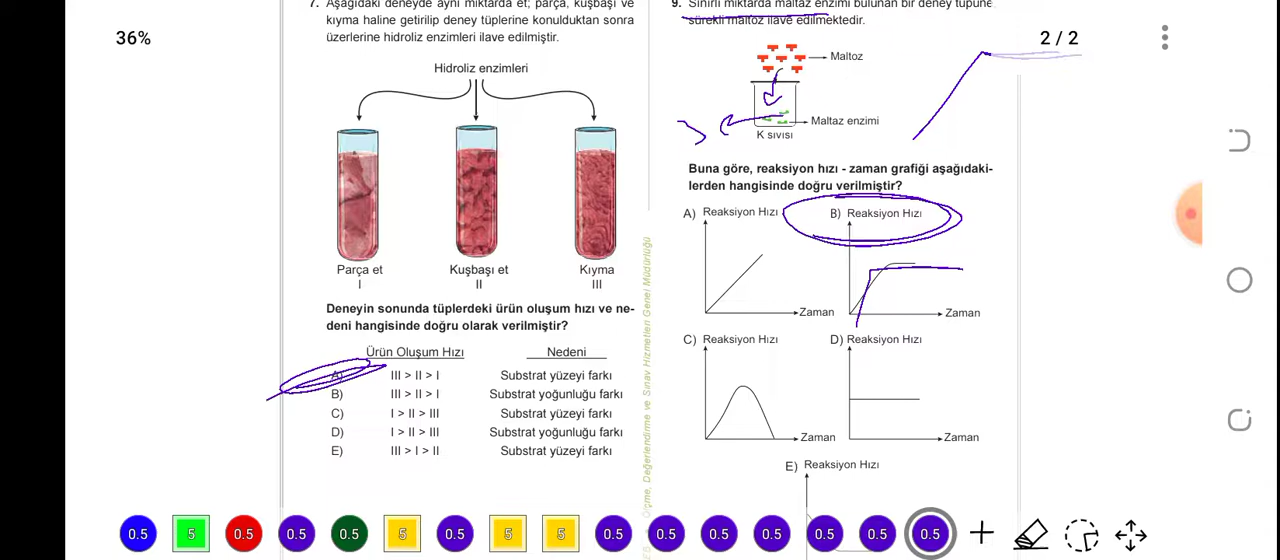 36%
2 / 2
7. Aşağıdaki deneyde aynı miktarda et; parça, kuşbaşı ve
kıyma haline getirilip deney tüplerine konulduktan sonra
üzerlerine hidroliz enzimleri ilave edilmiştir.
Hidroliz enzimleri
Parça et
I
Kuşbaşı et
II
Kıyma
III
Deneyin sonunda tüplerdeki ürün oluşum hızı ve ne-
deni hangisinde doğru olarak verilmiştir?
Ürün Oluşum Hızı Nedeni
A) III > II > I Substrat yüzeyi farkı
B) III > II > I Substrat yoğunluğu farkı
C) I > II > III Substrat yüzeyi farkı
D) I > II > III Substrat yoğunluğu farkı
E) III > I > II Substrat yüzeyi farkı
Ölçme, Değerlendirme ve Sınav Hizmetleri Genel Müdürlüğü
9. Sınırlı miktarda maltaz enzimi bulunan bir deney tüpüne
sürekli maltoz ilave edilmektedir.
Maltoz
Maltaz enzimi
K sıvısı
Buna göre, reaksiyon hızı - zaman grafiği aşağıdaki-
lerden hangisinde doğru verilmiştir?
A) Reaksiyon Hızı
Zaman
B) Reaksiyon Hızı
Zaman
C) Reaksiyon Hızı
Zaman
D) Reaksiyon Hızı
Zaman
E) Reaksiyon Hızı
0.5 5 0.5 0.5 0.5 5 0.5 5 5 0.5 0.5 0.5 0.5 0.5 0.5 0.5